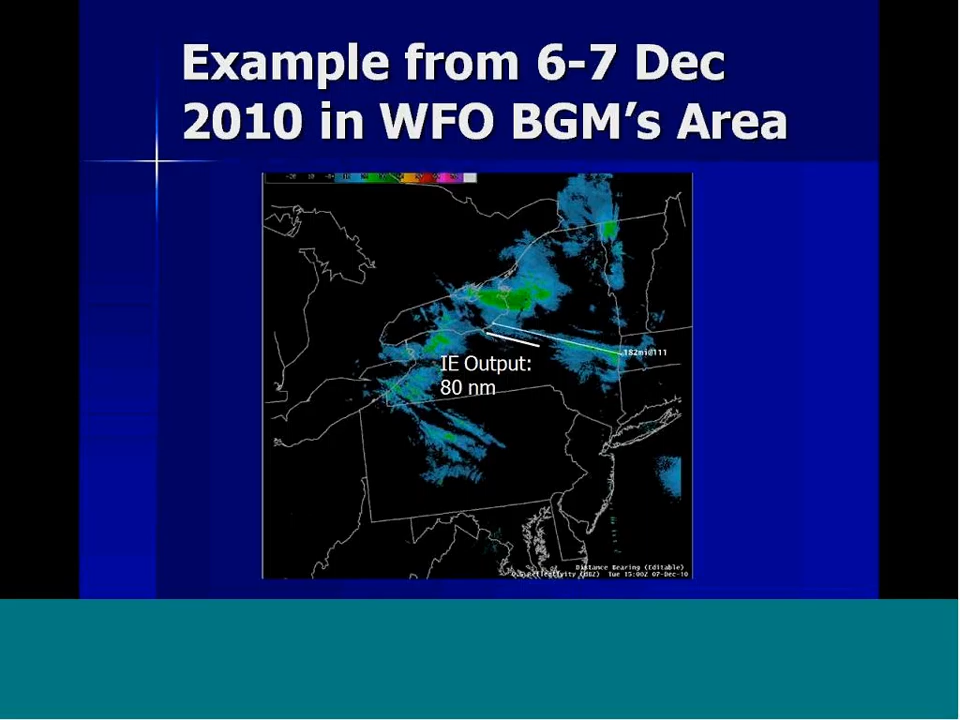 Example from 6-7 Dec
2010 in WFO BGM’s Area
182mi@111
IE Output:
80 nm
Distance Bearing (Editable)
Tue 15:00Z 07-Dec-10